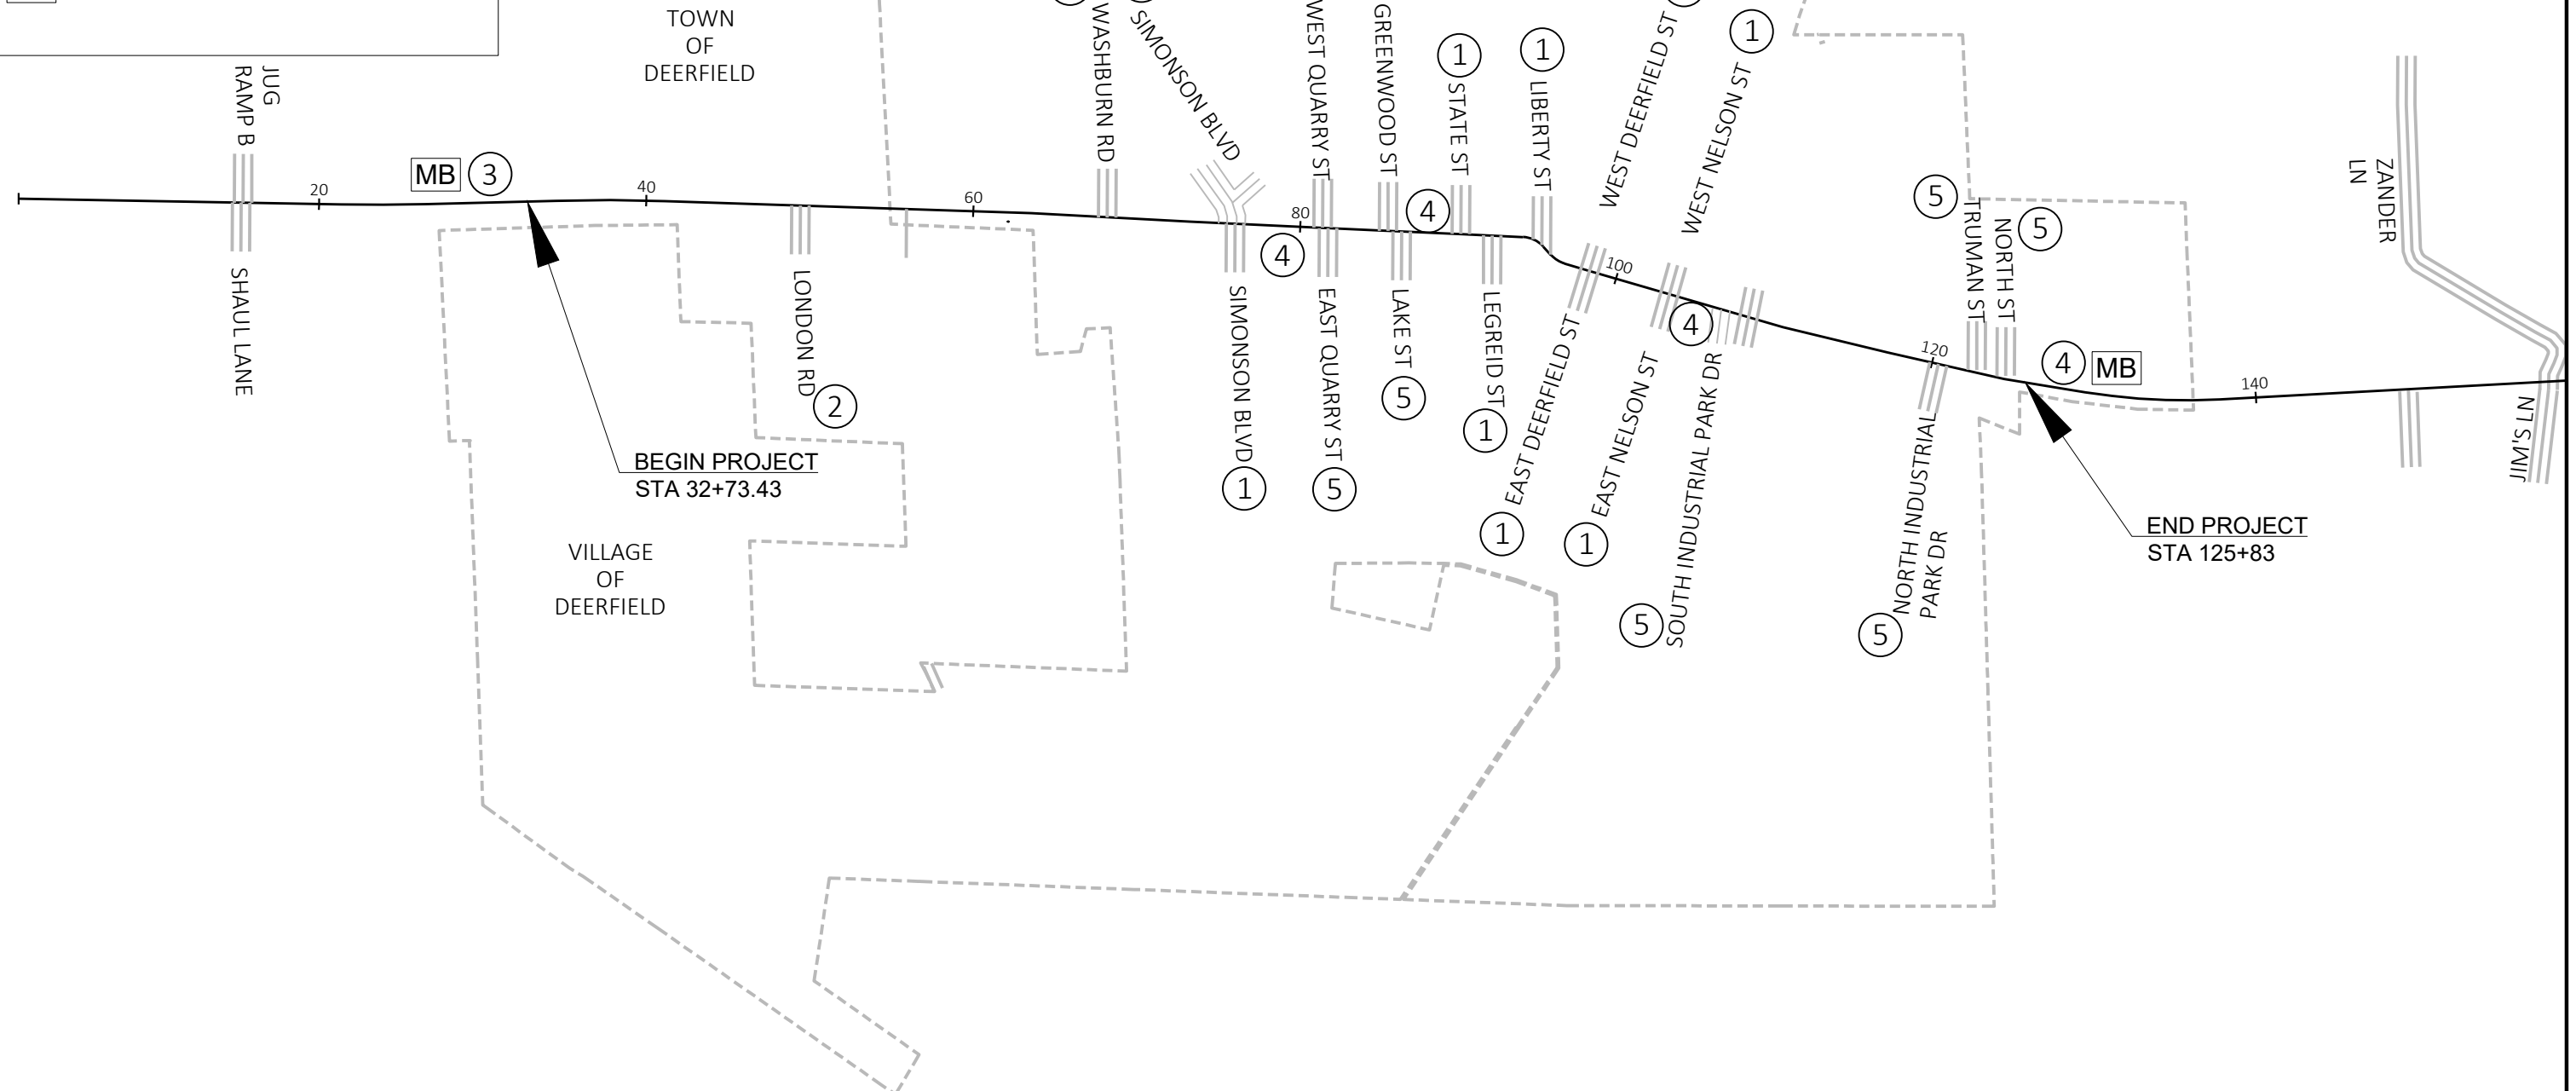 TOWN
OF
DEERFIELD
JUG
RAMP B
SHAUL LANE
20
MB 3
40
BEGIN PROJECT
STA 32+73.43
VILLAGE
OF
DEERFIELD
LONDON RD
2
60
WASHBURN RD
SIMONSON BLVD
SIMONSON BLVD
1
4
80
WEST QUARRY ST
EAST QUARRY ST
5
GREENWOOD ST
LAKE ST
5
4
1
STATE ST
LEGREID ST
1
1
LIBERTY ST
WEST DEERFIELD ST
EAST DEERFIELD ST
1
100
1
WEST NELSON ST
EAST NELSON ST
1
4
SOUTH INDUSTRIAL PARK DR
5
120
NORTH INDUSTRIAL
PARK DR
5
5
TRUMAN ST
NORTH ST
5
4 MB
END PROJECT
STA 125+83
140
ZANDER
LN
JIM'S LN